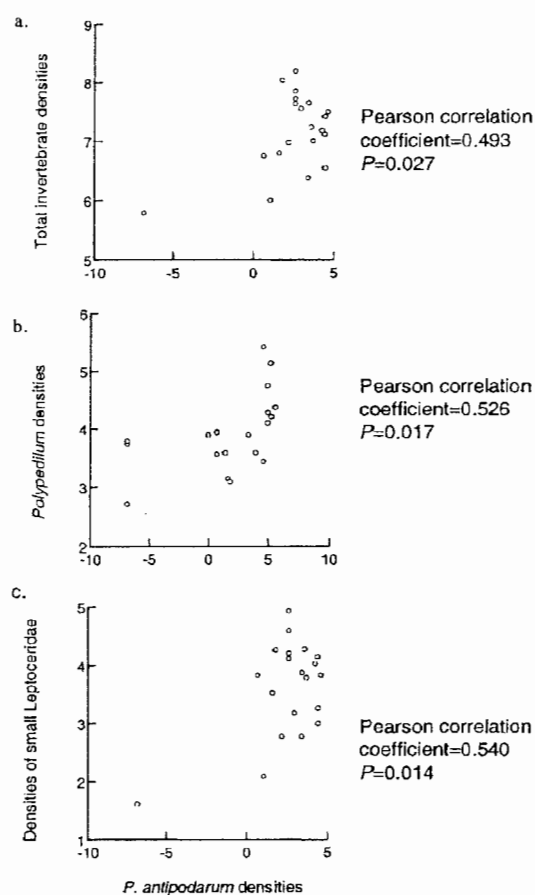 a.
Total invertebrate densities
9
8
7
6
5
-10 -5 0 5
Pearson correlation
coefficient=0.493
P=0.027
b.
Polypedilum densities
6
5
4
3
2
-10 -5 0 5 10
Pearson correlation
coefficient=0.526
P=0.017
c.
Densities of small Leptoceridae
5
4
3
2
1
-10 -5 0 5
Pearson correlation
coefficient=0.540
P=0.014
P. antipodarum densities